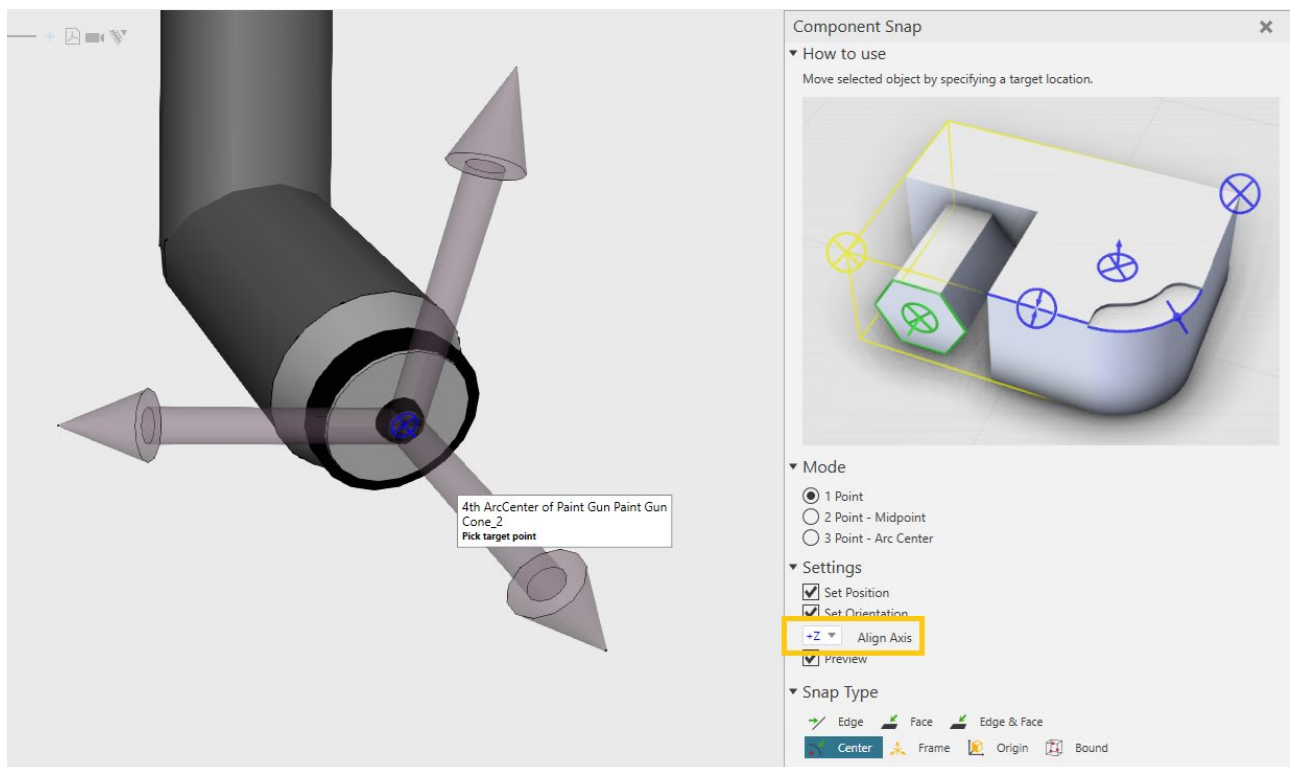 Component Snap
How to use
Move selected object by specifying a target location.
4th ArcCenter of Paint Gun Paint Gun
Cone_2
Pick target point
Mode
1 Point
2 Point - Midpoint
3 Point - Arc Center
Settings
Set Position
Set Orientation
+Z Align Axis
Preview
Snap Type
Edge Face Edge & Face
Center Frame Origin Bound